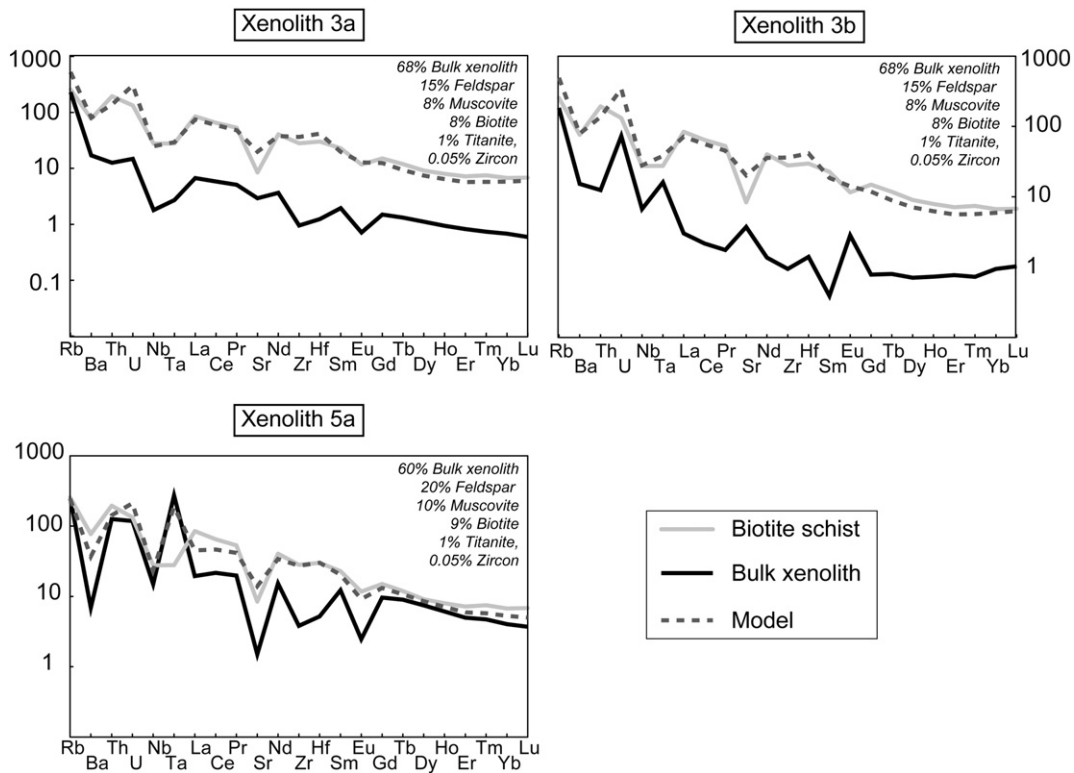 Xenolith 3a
1000
100
10
1
0.1
68% Bulk xenolith
15% Feldspar
8% Muscovite
8% Biotite
1% Titanite,
0.05% Zircon
Rb Th Nb La Pr Nd Hf Eu Tb Ho Tm Lu
Ba U Ta Ce Sr Zr Sm Gd Dy Er Yb
Xenolith 3b
1000
100
10
1
68% Bulk xenolith
15% Feldspar
8% Muscovite
8% Biotite
1% Titanite,
0.05% Zircon
Rb Th Nb La Pr Nd Hf Eu Tb Ho Tm Lu
Ba U Ta Ce Sr Zr Sm Gd Dy Er Yb
Xenolith 5a
1000
100
10
1
60% Bulk xenolith
20% Feldspar
10% Muscovite
9% Biotite
1% Titanite,
0.05% Zircon
Rb Th Nb La Pr Nd Hf Eu Tb Ho Tm Lu
Ba U Ta Ce Sr Zr Sm Gd Dy Er Yb
Biotite schist
Bulk xenolith
Model